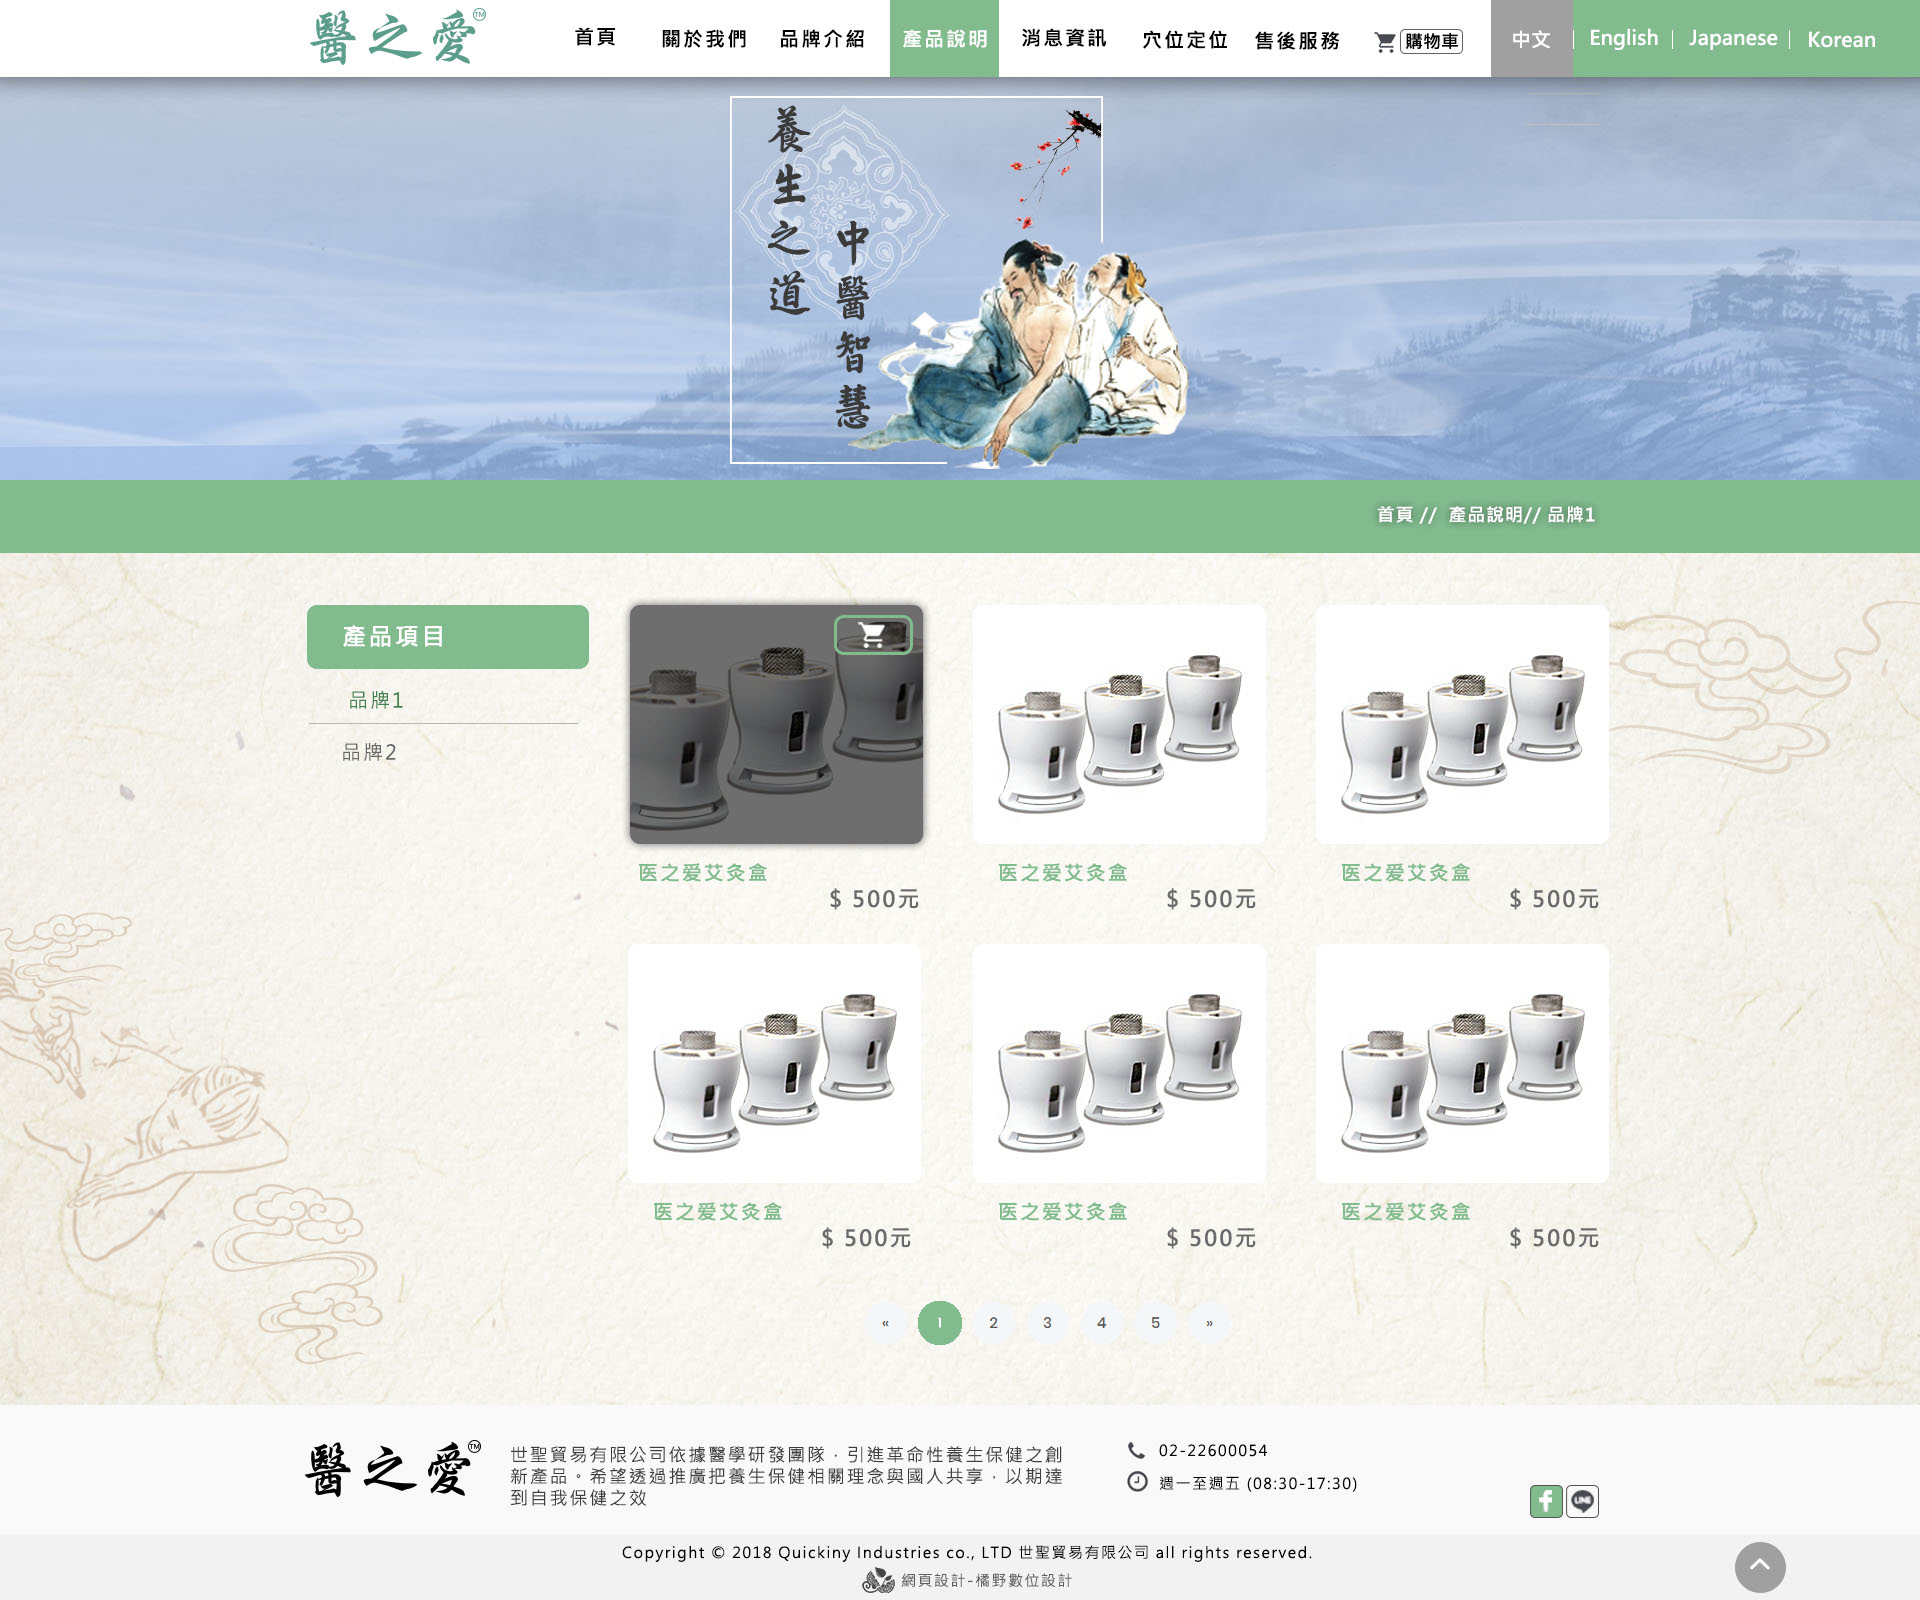 醫之愛™
首頁
關於我們
品牌介紹
產品說明
消息資訊
穴位定位
售後服務
購物車
中文
English
Japanese
Korean
養生之道
中醫智慧
首頁 // 產品說明// 品牌1
產品項目
品牌1
品牌2
医之爱艾灸盒
$ 500元
医之爱艾灸盒
$ 500元
医之爱艾灸盒
$ 500元
医之爱艾灸盒
$ 500元
医之爱艾灸盒
$ 500元
医之爱艾灸盒
$ 500元
« 1 2 3 4 5 »
醫之愛™
世聖貿易有限公司依據醫學研發團隊，引進革命性養生保健之創
新產品。希望透過推廣把養生保健相關理念與國人共享，以期達
到自我保健之效
02-22600054
週一至週五 (08:30-17:30)
LINE
Copyright © 2018 Quickiny Industries co., LTD 世聖貿易有限公司 all rights reserved.
網頁設計-橘野數位設計